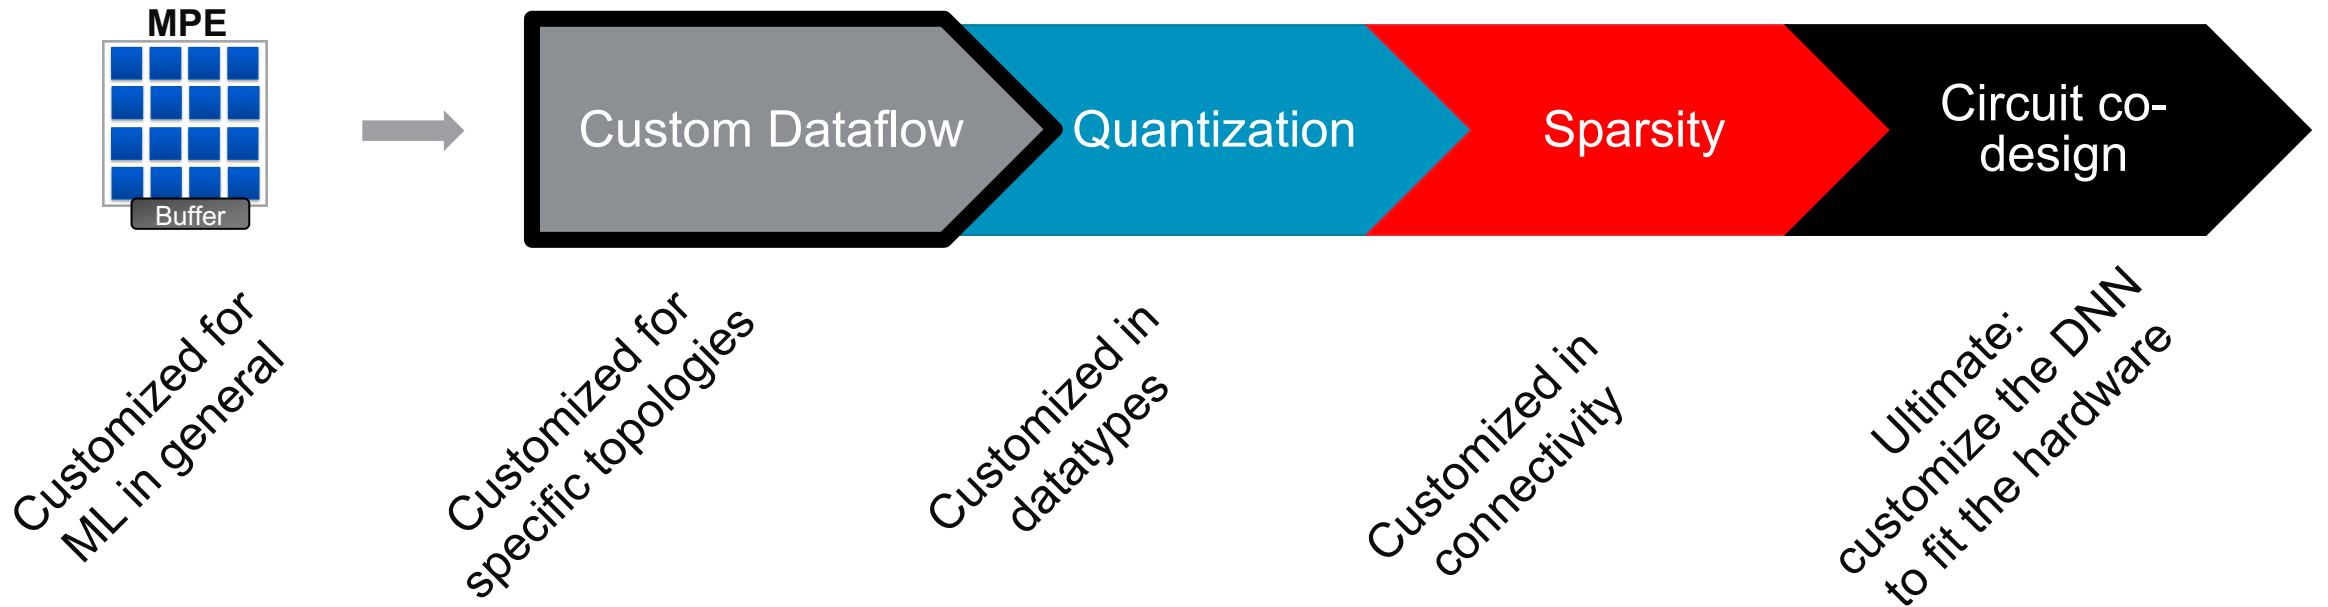 MPE
Buffer
Custom Dataflow
Quantization
Sparsity
Circuit co-
design
Customized for
ML in general
Customized for
specific topologies
Customized in
datatypes
Customized in
connectivity
Ultimate:
customize the DNN
to fit the hardware